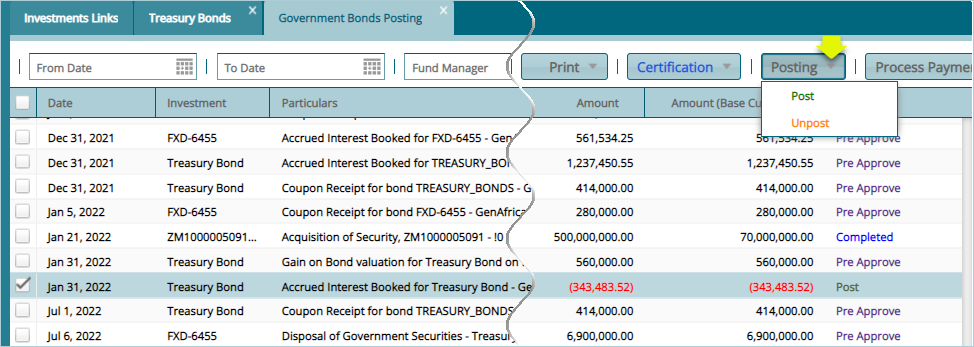 Investments Links
Treasury Bonds
Government Bonds Posting
From Date
To Date
Fund Manager
Print
Certification
Posting
Process Payme
Post
Unpost
Date Investment Particulars Amount Amount (Base Cu
Dec 31, 2021 FXD-6455 Accrued Interest Booked for FXD-6455 - Gen 561,534.25 561,534.25 Pre Approve
Dec 31, 2021 Treasury Bond Accrued Interest Booked for TREASURY_BO 1,237,450.55 1,237,450.55 Pre Approve
Dec 31, 2021 Treasury Bond Coupon Receipt for bond TREASURY_BONDS - G 414,000.00 414,000.00 Pre Approve
Jan 5, 2022 FXD-6455 Coupon Receipt for bond FXD-6455 - GenAfrica 280,000.00 280,000.00 Pre Approve
Jan 21, 2022 ZM1000005091... Acquisition of Security, ZM1000005091 - !0 500,000,000.00 70,000,000.00 Completed
Jan 31, 2022 Treasury Bond Gain on Bond valuation for Treasury Bond on 560,000.00 560,000.00 Pre Approve
Jan 31, 2022 Treasury Bond Accrued Interest Booked for Treasury Bond - Ge (343,483.52) (343,483.52) Post
Jul 1, 2022 Treasury Bond Coupon Receipt for bond TREASURY_BONDS 414,000.00 414,000.00 Pre Approve
Jul 6, 2022 FXD-6455 Disposal of Government Securities - Treasury 6,900,000.00 6,900,000.00 Pre Approve